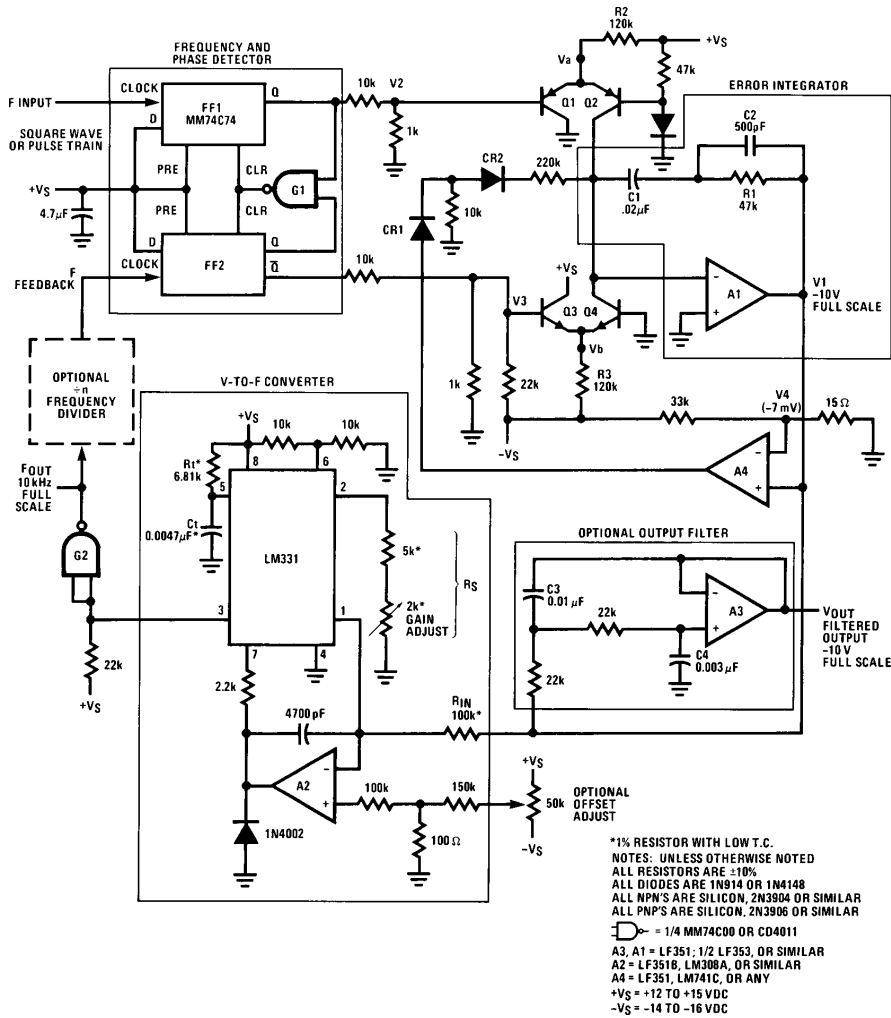 FREQUENCY AND
PHASE DETECTOR
F INPUT
CLOCK
FF1
MM74C74
Q
D
SQUARE WAVE
OR PULSE TRAIN
PRE
CLR
G1
+VS
4.7µF
PRE
CLR
D
Q
FF2
Q̅
F
FEEDBACK
CLOCK
10k
V2
1k
R2
120k
Va
+VS
47k
Q1
Q2
ERROR INTEGRATOR
C2
500pF
CR2
220k
C1
.02µF
R1
47k
10k
CR1
A1
−
+
V1
−10V
FULL SCALE
10k
V3
+VS
Q3
Q4
Vb
1k
22k
R3
120k
−VS
33k
V4
(−7 mV)
15Ω
A4
−
+
OPTIONAL
÷n
FREQUENCY
DIVIDER
FOUT
10 kHz
FULL
SCALE
G2
22k
+VS
V-TO-F CONVERTER
+VS
10k
10k
Rt*
6.81k
5
8
6
2
Ct
0.0047µF*
LM331
5k*
RS
2k*
GAIN
ADJUST
3
1
7
4
2.2k
4700pF
RIN
100k*
A2
−
+
1N4002
100k
150k
100Ω
+VS
50k
−VS
OPTIONAL
OFFSET
ADJUST
OPTIONAL OUTPUT FILTER
C3
0.01 µF
22k
A3
−
+
C4
0.003 µF
22k
VOUT
FILTERED
OUTPUT
−10 V
FULL SCALE
*1% RESISTOR WITH LOW T.C.
NOTES: UNLESS OTHERWISE NOTED
ALL RESISTORS ARE ±10%
ALL DIODES ARE 1N914 OR 1N4148
ALL NPN'S ARE SILICON, 2N3904 OR SIMILAR
ALL PNP'S ARE SILICON, 2N3906 OR SIMILAR
= 1/4 MM74C00 OR CD4011
A3, A1 = LF351; 1/2 LF353, OR SIMILAR
A2 = LF351B, LM308A, OR SIMILAR
A4 = LF351, LM741C, OR ANY
+VS = +12 TO +15 VDC
−VS = −14 TO −16 VDC